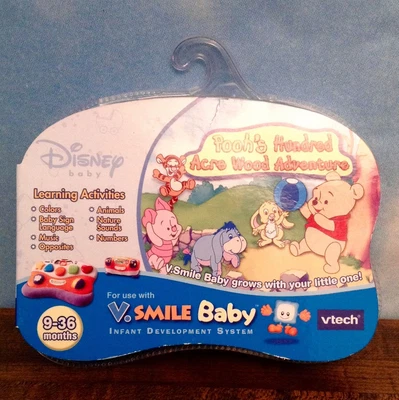 Disney
baby
Pooh's Hundred
Acre Wood Adventure
Learning Activities
• Colors
• Baby Sign
Language
• Music
• Opposites
• Animals
• Nature
Sounds
• Numbers
V.Smile Baby grows with your little one!
For use with
V.SMILE Baby
INFANT DEVELOPMENT SYSTEM
9-36
months
vtech